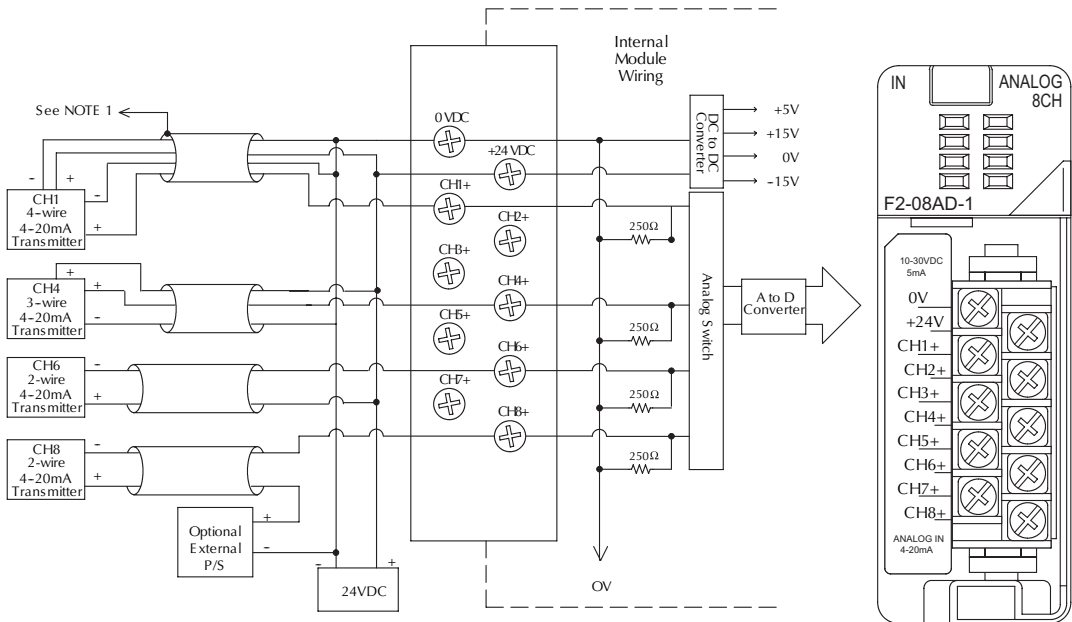 Internal
Module
Wiring
See NOTE 1
0 VDC
+24 VDC
CH1+
CH2+
CH3+
CH4+
CH5+
CH6+
CH7+
CH8+
DC to DC
Converter
+5V
+15V
0V
-15V
- +
-
+
CH1
4-wire
4-20mA
Transmitter
+
+
-
CH4
3-wire
4-20mA
Transmitter
-
+
CH6
2-wire
4-20mA
Transmitter
-
+
CH8
2-wire
4-20mA
Transmitter
Optional
External
P/S
+
-
- +
24VDC
250Ω
250Ω
250Ω
250Ω
Analog Switch
A to D
Converter
OV
IN
ANALOG
8CH
F2-08AD-1
10-30VDC
5mA
0V
+24V
CH1+
CH2+
CH3+
CH4+
CH5+
CH6+
CH7+
CH8+
ANALOG IN
4-20mA